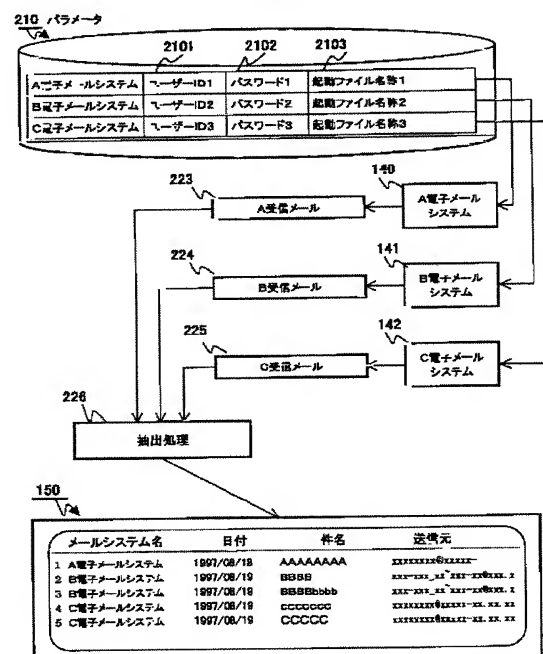 210 パラメータ
2101 2102 2103
A電子メールシステム ユーザーID1 パスワード1 起動ファイル名称1
B電子メールシステム ユーザーID2 パスワード2 起動ファイル名称2
C電子メールシステム ユーザーID3 パスワード3 起動ファイル名称3
223 140
A受信メール A電子メール
システム
224 141
B受信メール B電子メール
システム
225 142
C受信メール C電子メール
システム
226
抽出処理
150
メールシステム名 日付 件名 送信元
1 A電子メールシステム 1997/08/18 AAAAAAAA
2 B電子メールシステム 1997/08/19 BBBB
3 B電子メールシステム 1997/08/19 BBBBbbbb
4 C電子メールシステム 1997/08/19 ccccccc
5 C電子メールシステム 1997/08/19 CCCCC